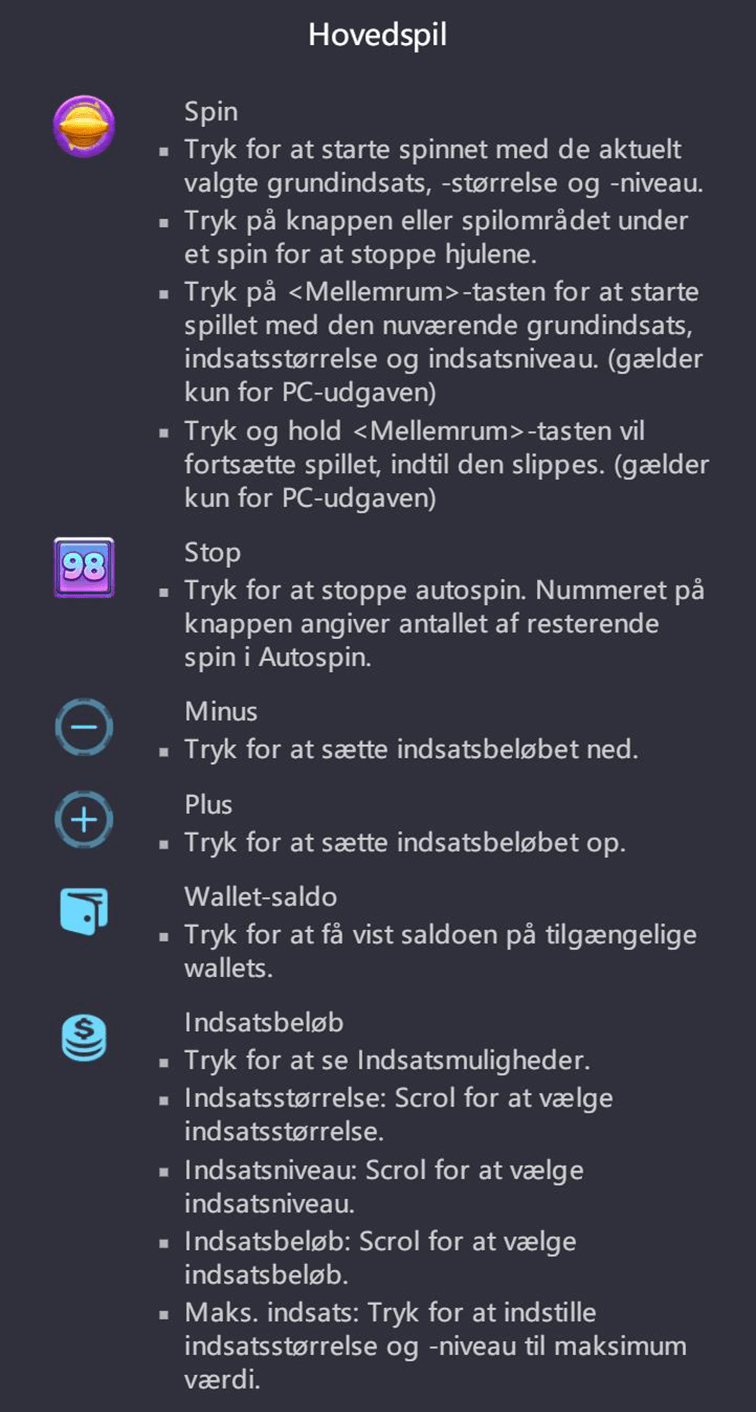 Hovedspil
Spin
▪ Tryk for at starte spinnet med de aktuelt
valgte grundindsats, -størrelse og -niveau.
▪ Tryk på knappen eller spilområdet under
et spin for at stoppe hjulene.
▪ Tryk på <Mellemrum>-tasten for at starte
spillet med den nuværende grundindsats,
indsatsstørrelse og indsatsniveau. (gælder
kun for PC-udgaven)
▪ Tryk og hold <Mellemrum>-tasten vil
fortsætte spillet, indtil den slippes. (gælder
kun for PC-udgaven)
98
Stop
▪ Tryk for at stoppe autospin. Nummeret på
knappen angiver antallet af resterende
spin i Autospin.
Minus
▪ Tryk for at sætte indsatsbeløbet ned.
Plus
▪ Tryk for at sætte indsatsbeløbet op.
Wallet-saldo
▪ Tryk for at få vist saldoen på tilgængelige
wallets.
Indsatsbeløb
▪ Tryk for at se Indsatsmuligheder.
▪ Indsatsstørrelse: Scrol for at vælge
indsatsstørrelse.
▪ Indsatsniveau: Scrol for at vælge
indsatsniveau.
▪ Indsatsbeløb: Scrol for at vælge
indsatsbeløb.
▪ Maks. indsats: Tryk for at indstille
indsatsstørrelse og -niveau til maksimum
værdi.